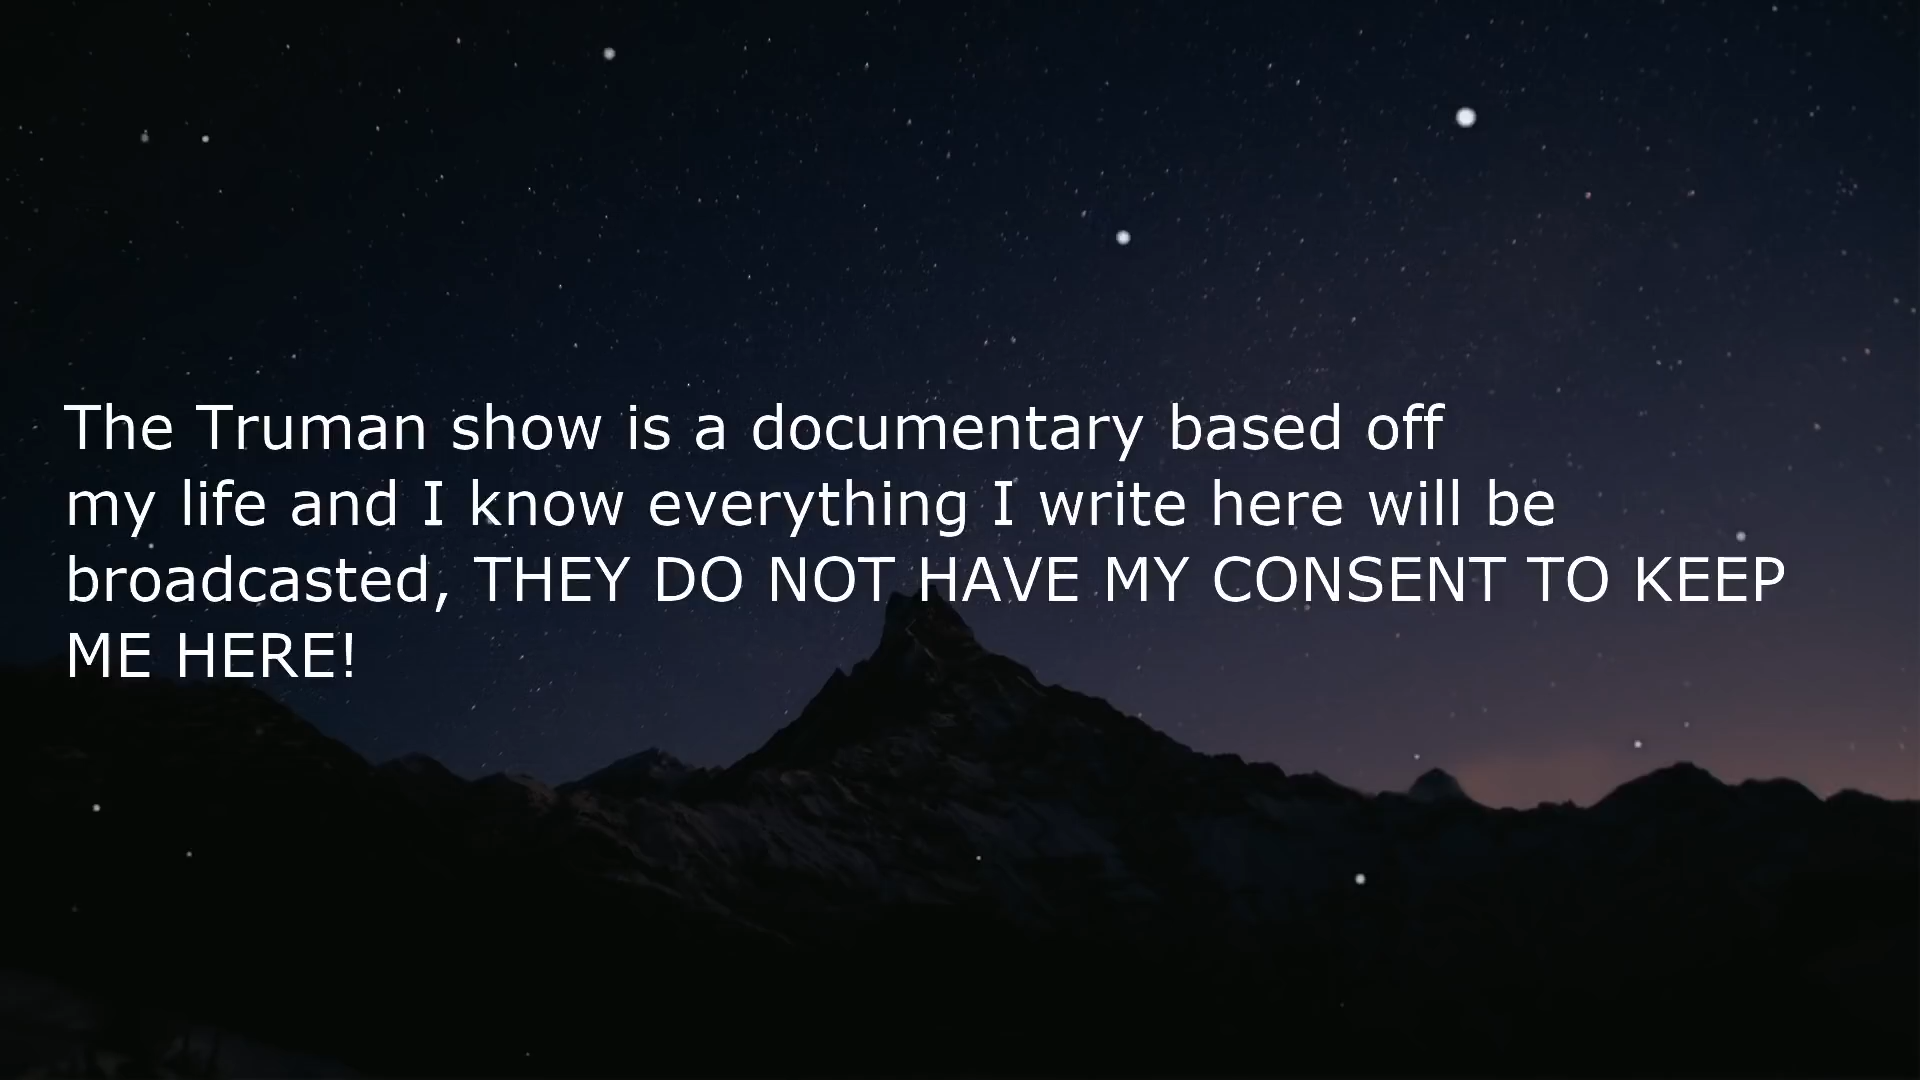 The Truman show is a documentary based off
my life and I know everything I write here will be
broadcasted, THEY DO NOT HAVE MY CONSENT TO KEEP
ME HERE!